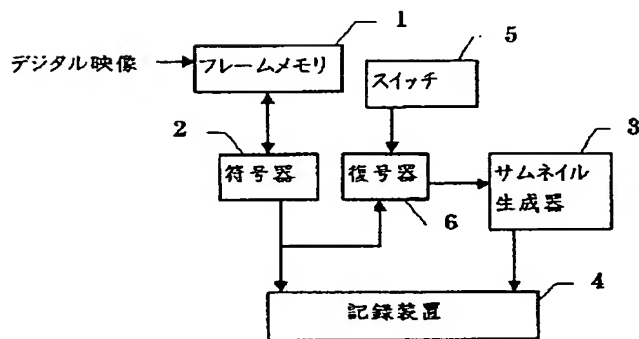 1
5
デジタル映像
フレームメモリ
スイッチ
2
3
符号器
復号器
サムネイル
生成器
6
4
記録装置